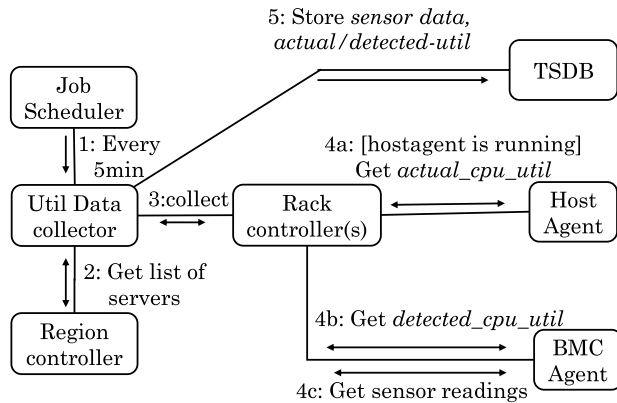 5: Store sensor data,
actual/detected-util
TSDB
Job
Scheduler
1: Every
5min
4a: [hostagent is running]
Get actual_cpu_util
Util Data
collector
3:collect
Rack
controller(s)
Host
Agent
2: Get list of
servers
Region
controller
4b: Get detected_cpu_util
BMC
Agent
4c: Get sensor readings